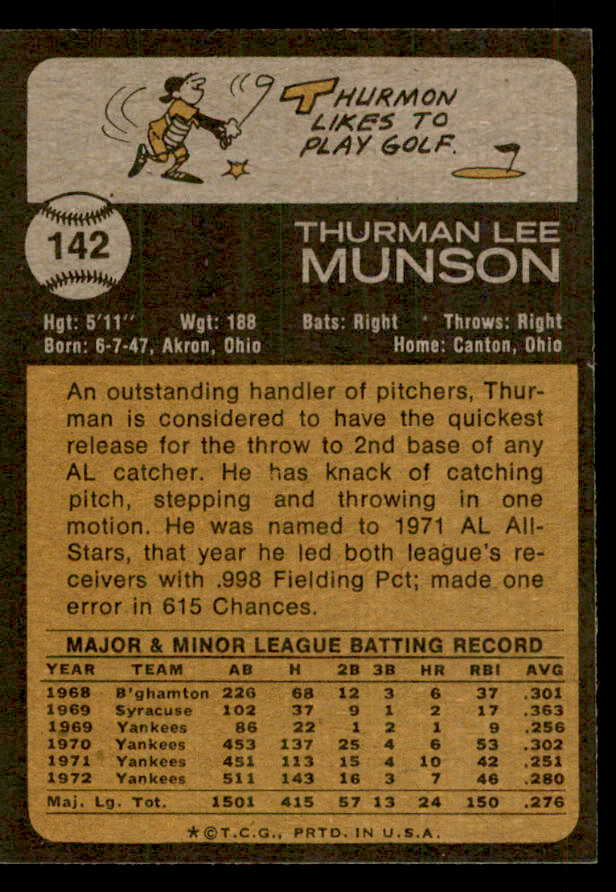 THURMON
LIKES TO
PLAY GOLF.
142
THURMAN LEE
MUNSON
Hgt: 5'11" Wgt: 188 Bats: Right Throws: Right
Born: 6-7-47, Akron, Ohio Home: Canton, Ohio
An outstanding handler of pitchers, Thur-
man is considered to have the quickest
release for the throw to 2nd base of any
AL catcher. He has knack of catching
pitch, stepping and throwing in one
motion. He was named to 1971 AL All-
Stars, that year he led both league's re-
ceivers with .998 Fielding Pct; made one
error in 615 Chances.
MAJOR & MINOR LEAGUE BATTING RECORD
YEAR TEAM AB H 2B 3B HR RBI AVG
1968 B'ghamton 226 68 12 3 6 37 .301
1969 Syracuse 102 37 9 1 2 17 .363
1969 Yankees 86 22 1 2 1 9 .256
1970 Yankees 453 137 25 4 6 53 .302
1971 Yankees 451 113 15 4 10 42 .251
1972 Yankees 511 143 16 3 7 46 .280
Maj. Lg. Tot. 1501 415 57 13 24 150 .276
★©T.C.G., PRTD. IN U.S.A.